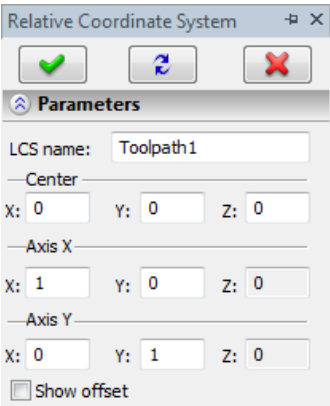 Relative Coordinate System
Parameters
LCS name: Toolpath1
Center
X: 0 Y: 0 Z: 0
Axis X
X: 1 Y: 0 Z: 0
Axis Y
X: 0 Y: 1 Z: 0
Show offset